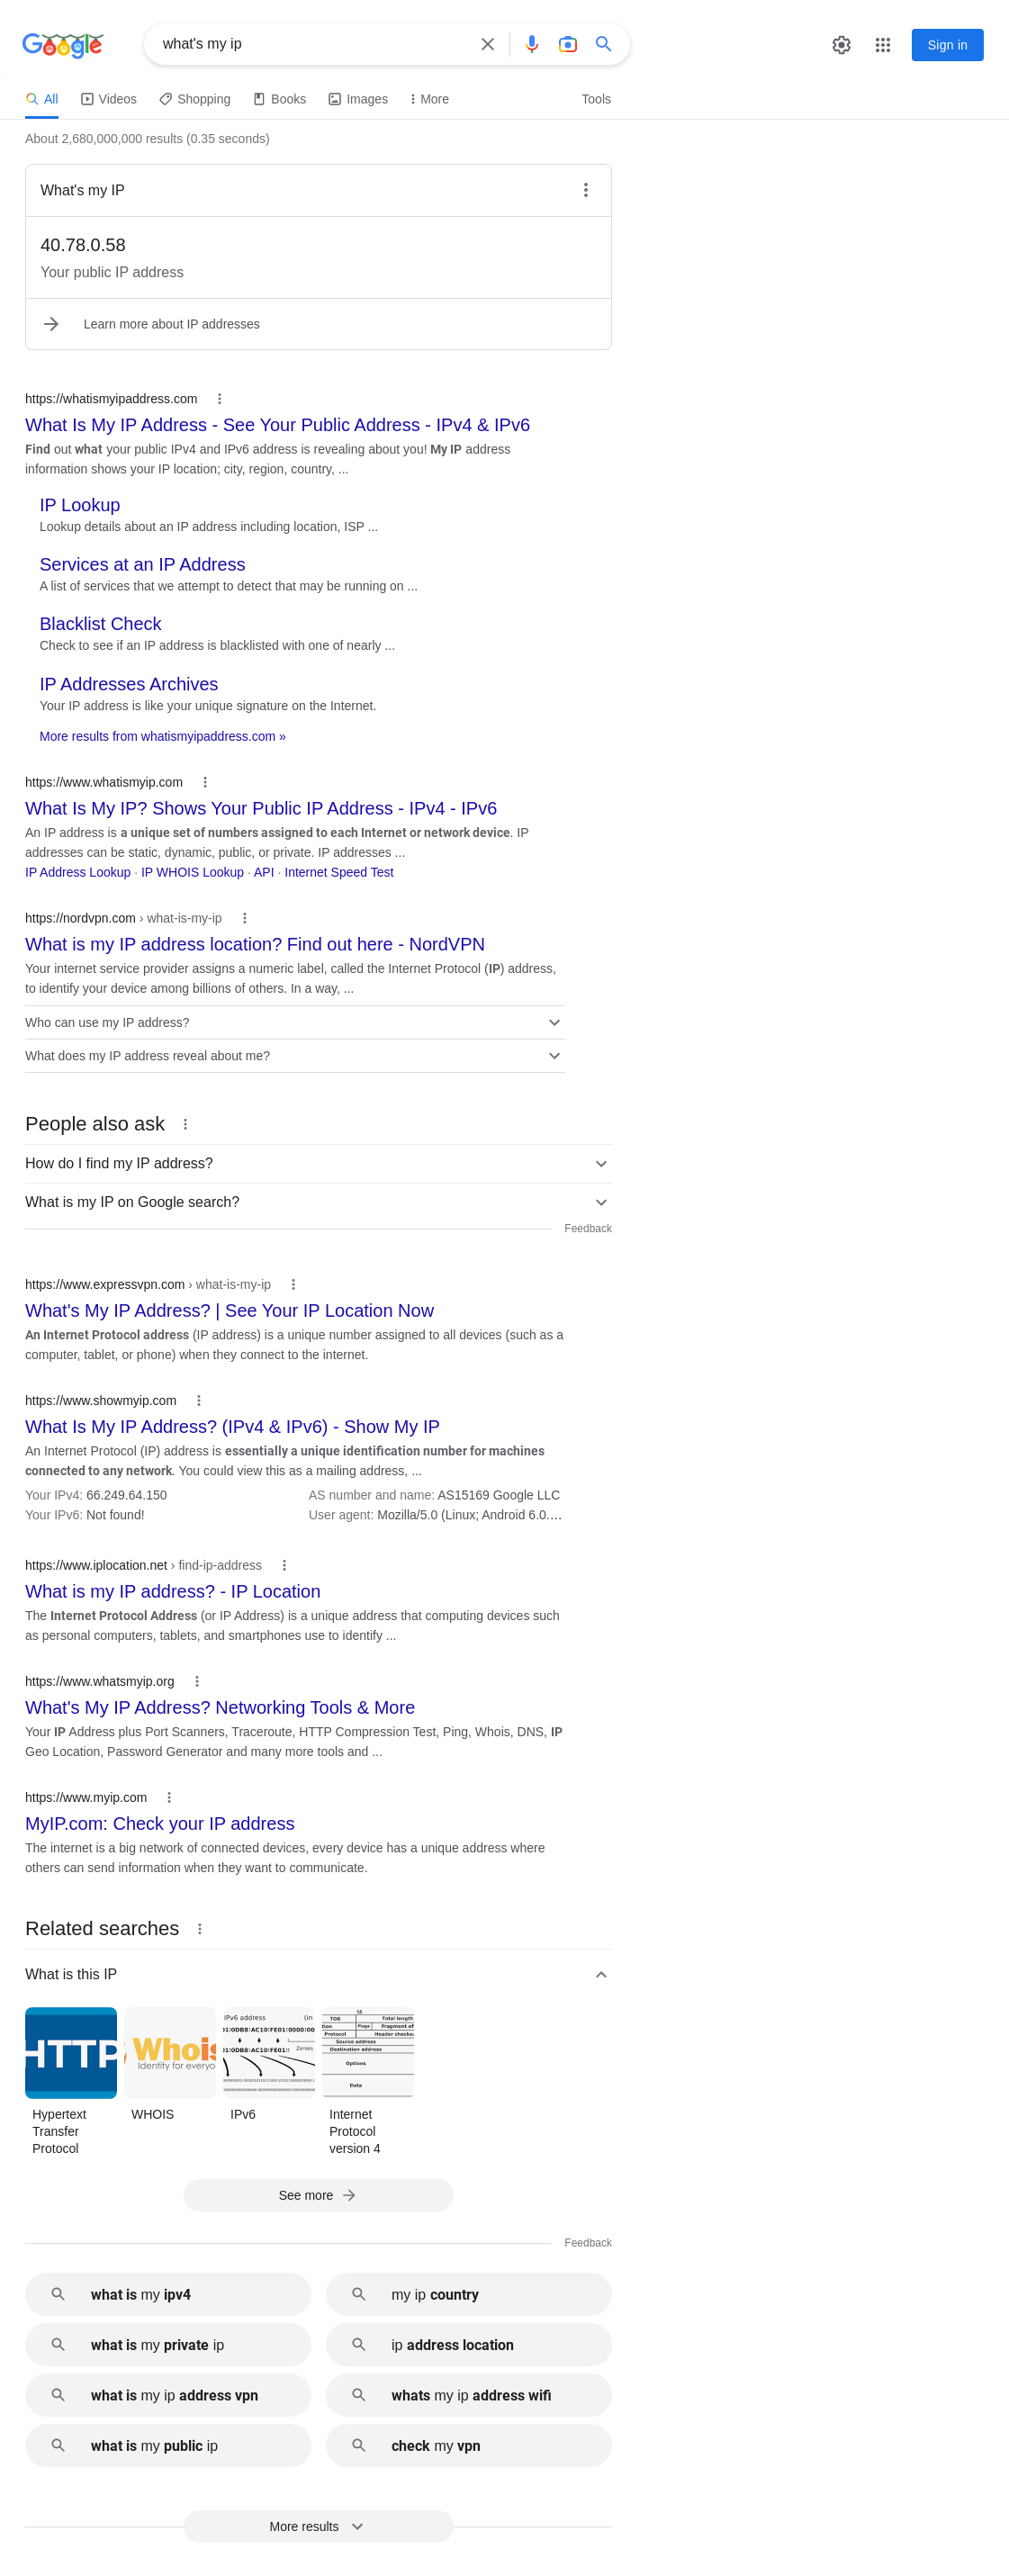 Google
what's my ip
Sign in
All Videos Shopping Books Images More Tools
About 2,680,000,000 results (0.35 seconds)
What's my IP
40.78.0.58
Your public IP address
Learn more about IP addresses
https://whatismyipaddress.com
What Is My IP Address - See Your Public Address - IPv4 & IPv6
Find out what your public IPv4 and IPv6 address is revealing about you! My IP address
information shows your IP location; city, region, country, ...
IP Lookup
Lookup details about an IP address including location, ISP ...
Services at an IP Address
A list of services that we attempt to detect that may be running on ...
Blacklist Check
Check to see if an IP address is blacklisted with one of nearly ...
IP Addresses Archives
Your IP address is like your unique signature on the Internet.
More results from whatismyipaddress.com »
https://www.whatismyip.com
What Is My IP? Shows Your Public IP Address - IPv4 - IPv6
An IP address is a unique set of numbers assigned to each Internet or network device. IP
addresses can be static, dynamic, public, or private. IP addresses ...
IP Address Lookup · IP WHOIS Lookup · API · Internet Speed Test
https://nordvpn.com › what-is-my-ip
What is my IP address location? Find out here - NordVPN
Your internet service provider assigns a numeric label, called the Internet Protocol (IP) address,
to identify your device among billions of others. In a way, ...
Who can use my IP address?
What does my IP address reveal about me?
People also ask
How do I find my IP address?
What is my IP on Google search?
Feedback
https://www.expressvpn.com › what-is-my-ip
What's My IP Address? | See Your IP Location Now
An Internet Protocol address (IP address) is a unique number assigned to all devices (such as a
computer, tablet, or phone) when they connect to the internet.
https://www.showmyip.com
What Is My IP Address? (IPv4 & IPv6) - Show My IP
An Internet Protocol (IP) address is essentially a unique identification number for machines
connected to any network. You could view this as a mailing address, ...
Your IPv4: 66.249.64.150 AS number and name: AS15169 Google LLC
Your IPv6: Not found! User agent: Mozilla/5.0 (Linux; Android 6.0....
https://www.iplocation.net › find-ip-address
What is my IP address? - IP Location
The Internet Protocol Address (or IP Address) is a unique address that computing devices such
as personal computers, tablets, and smartphones use to identify ...
https://www.whatsmyip.org
What's My IP Address? Networking Tools & More
Your IP Address plus Port Scanners, Traceroute, HTTP Compression Test, Ping, Whois, DNS, IP
Geo Location, Password Generator and many more tools and ...
https://www.myip.com
MyIP.com: Check your IP address
The internet is a big network of connected devices, every device has a unique address where
others can send information when they want to communicate.
Related searches
What is this IP
HTTP
Whois
Identity for everyo
IPv6 address (in
Zeroes
16
TOS Total length
Flags Fragment of
Protocol Header checksu
Source address
Destination address
Options
Data
Hypertext
Transfer
Protocol
WHOIS
IPv6
Internet
Protocol
version 4
See more
Feedback
what is my ipv4
my ip country
what is my private ip
ip address location
what is my ip address vpn
whats my ip address wifi
what is my public ip
check my vpn
More results